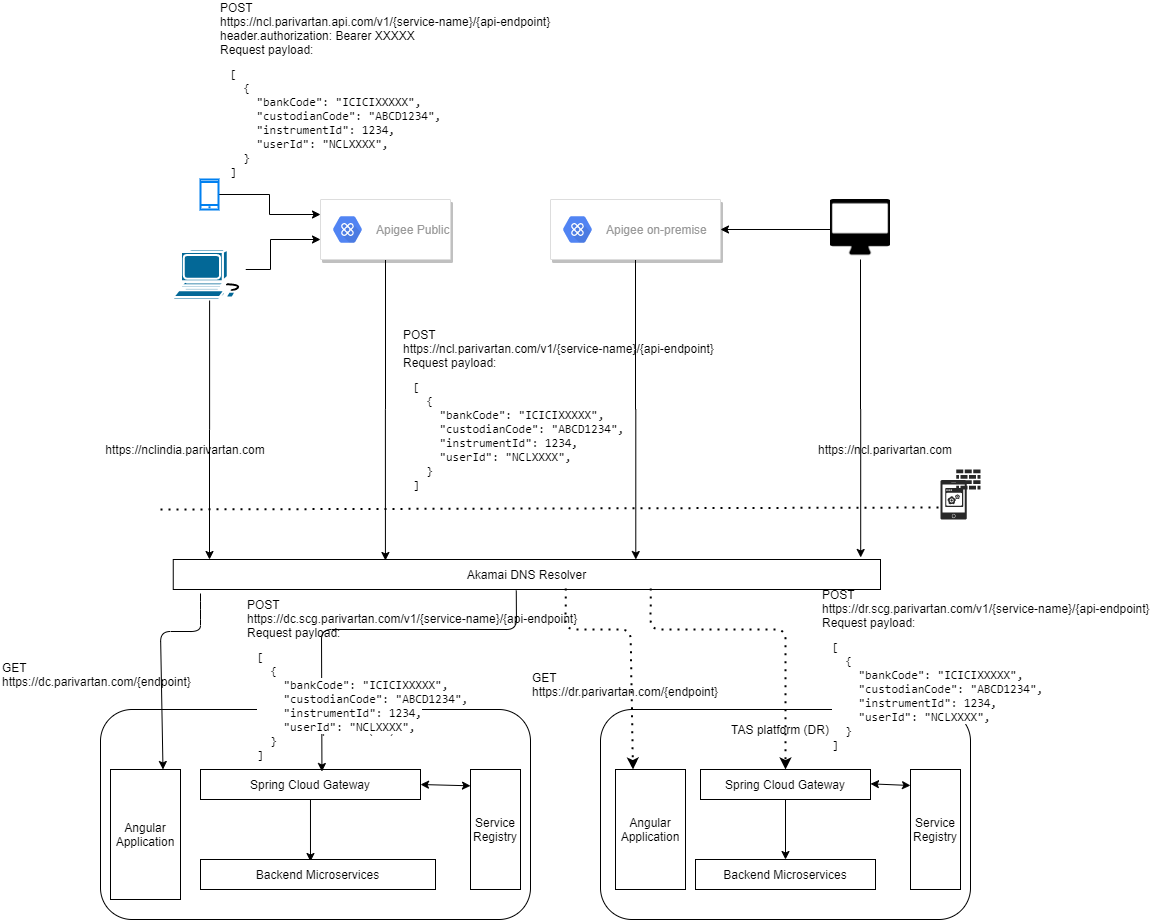 POST
https://ncl.parivartan.api.com/v1/{service-name}/{api-endpoint}
header.authorization: Bearer XXXXX
Request payload:
[
{
"bankCode": "ICICIXXXXX",
"custodianCode": "ABCD1234",
"instrumentId": 1234,
"userId": "NCLXXXX",
}
]
Apigee Public
Apigee on-premise
POST
https://ncl.parivartan.com/v1/{service-name}/{api-endpoint}
Request payload:
[
{
"bankCode": "ICICIXXXXX",
"custodianCode": "ABCD1234",
"instrumentId": 1234,
"userId": "NCLXXXX",
}
]
https://nclindia.parivartan.com
https://ncl.parivartan.com
Akamai DNS Resolver
POST
https://dc.scg.parivartan.com/v1/{service-name}/{api-endpoint}
Request payload:
[
{
"bankCode": "ICICIXXXXX",
"custodianCode": "ABCD1234",
"instrumentId": 1234,
"userId": "NCLXXXX",
}
]
POST
https://dr.scg.parivartan.com/v1/{service-name}/{api-endpoint}
Request payload:
[
{
"bankCode": "ICICIXXXXX",
"custodianCode": "ABCD1234",
"instrumentId": 1234,
"userId": "NCLXXXX",
}
]
GET
https://dc.parivartan.com/{endpoint}
GET
https://dr.parivartan.com/{endpoint}
TAS platform (DR)
Angular
Application
Spring Cloud Gateway
Service
Registry
Backend Microservices
Angular
Application
Spring Cloud Gateway
Service
Registry
Backend Microservices